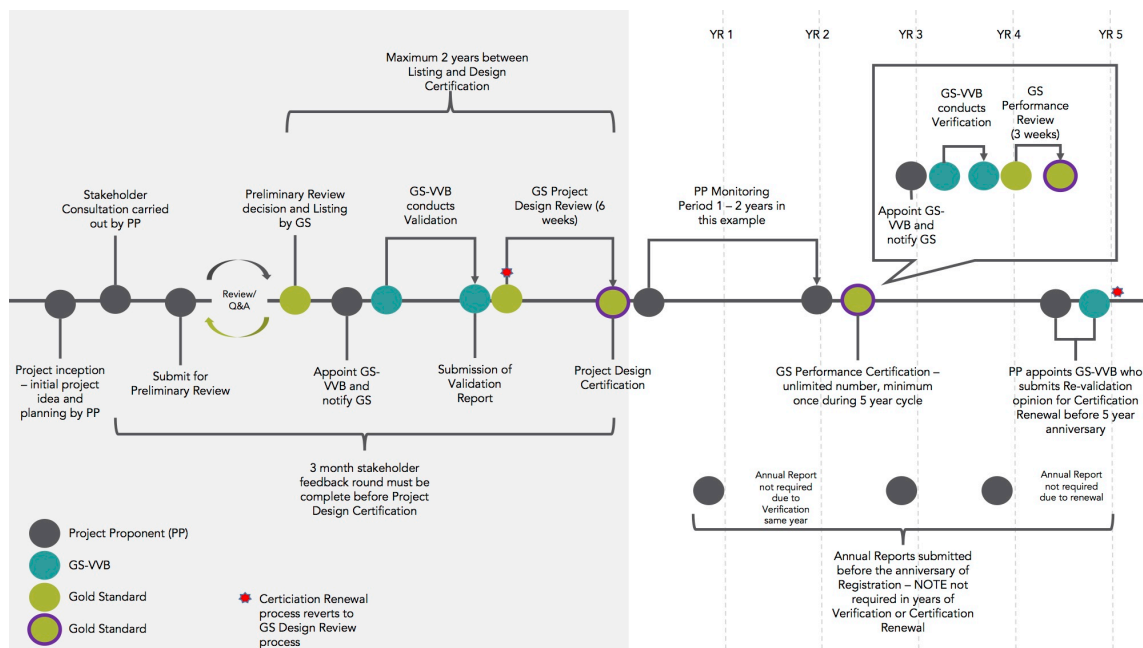 YR 1
YR 2
YR 3
YR 4
YR 5
Maximum 2 years between
Listing and Design
Certification
GS-VVB
conducts
Verification
GS
Performance
Review
(3 weeks)
Appoint GS-
VVB and
notify GS
Stakeholder
Consultation carried
out by PP
Preliminary Review
decision and Listing
by GS
GS-VVB
conducts
Validation
GS Project
Design Review (6
weeks)
PP Monitoring
Period 1 – 2 years in
this example
Review/
Q&A
Project inception
– initial project
idea and
planning by PP
Submit for
Preliminary Review
Appoint GS-
VVB and
notify GS
Submission of
Validation
Report
Project Design
Certification
GS Performance Certification –
unlimited number, minimum
once during 5 year cycle
PP appoints GS-VVB who
submits Re-validation
opinion for Certification
Renewal before 5 year
anniversary
3 month stakeholder
feedback round must be
complete before Project
Design Certification
Annual Report
not required
due to
Verification
same year
Annual Report
not required
due to renewal
Annual Reports submitted
before the anniversary of
Registration – NOTE not
required in years of
Verification or Certification
Renewal
Project Proponent (PP)
GS-VVB
Gold Standard
Gold Standard
Certiciation Renewal
process reverts to
GS Design Review
process